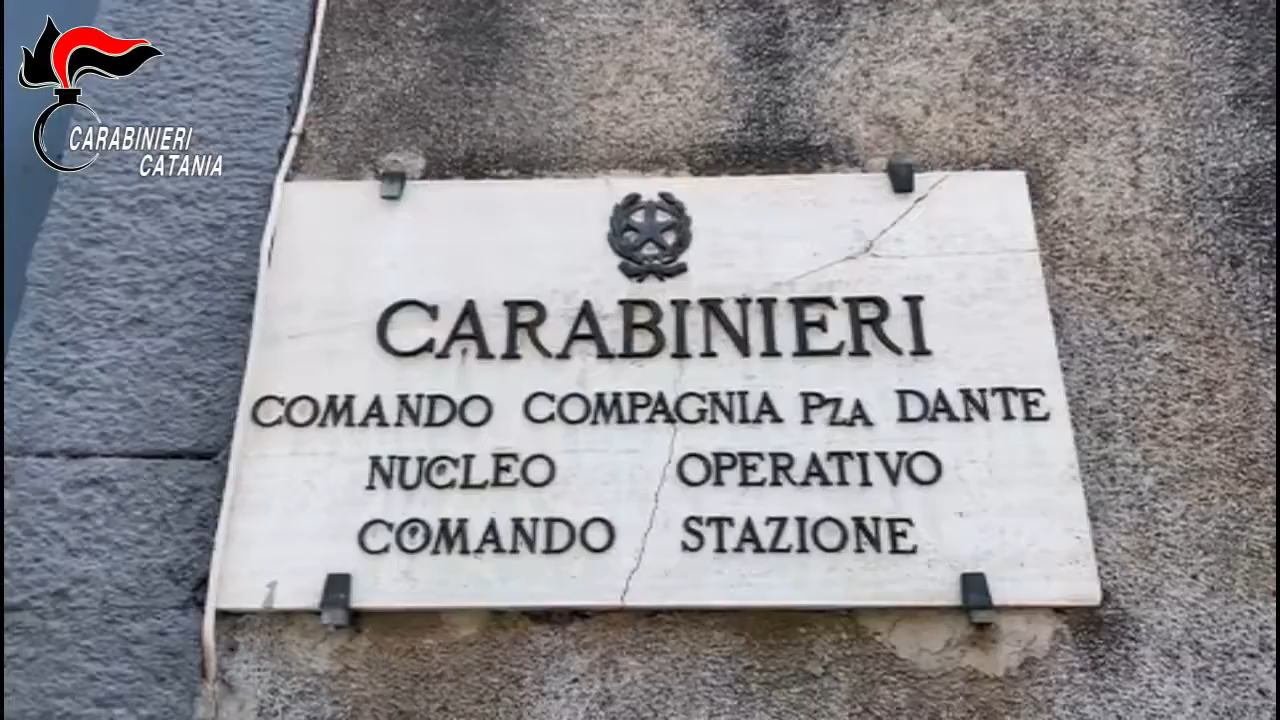 CARABINIERI
CATANIA
CARABINIERI
COMANDO COMPAGNIA PZA DANTE
NUCLEO OPERATIVO
COMANDO STAZIONE